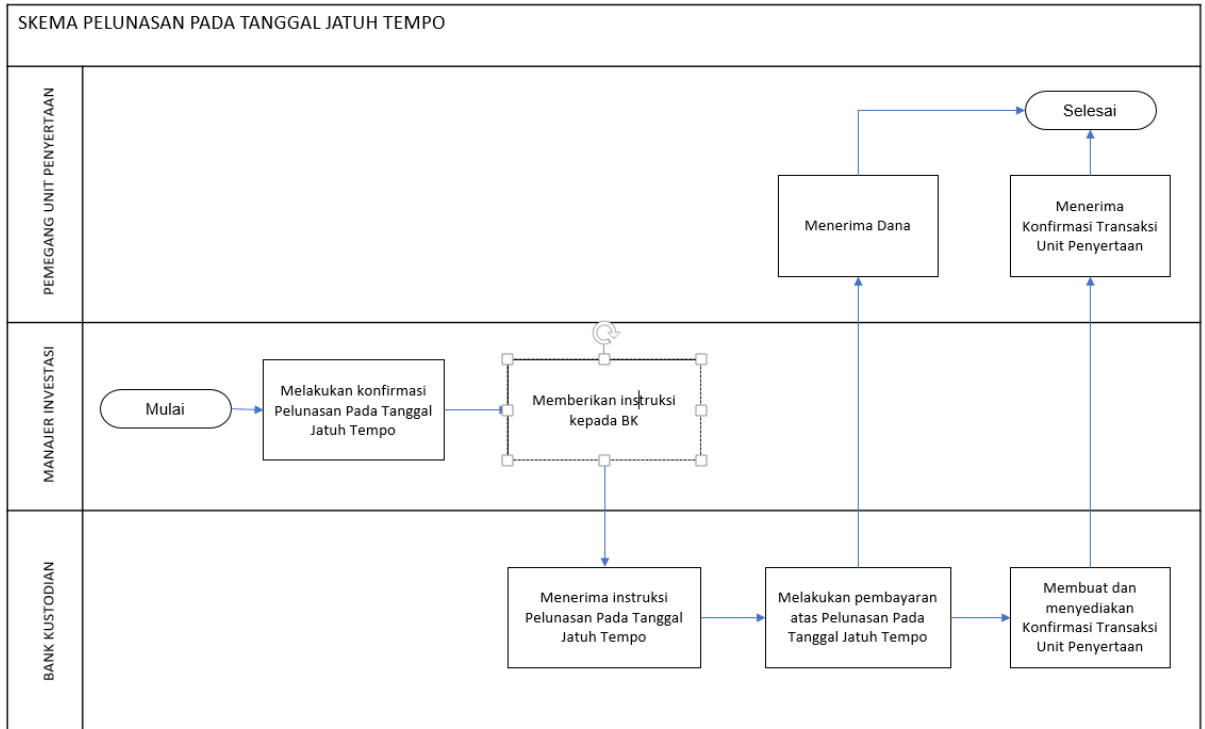 SKEMA PELUNASAN PADA TANGGAL JATUH TEMPO
PEMEGANG UNIT PENYERTAAN
Selesai
Menerima Dana
Menerima
Konfirmasi Transaksi
Unit Penyertaan
MANAJER INVESTASI
Mulai
Melakukan konfirmasi
Pelunasan Pada Tanggal
Jatuh Tempo
Memberikan instruksi
kepada BK
BANK KUSTODIAN
Menerima instruksi
Pelunasan Pada Tanggal
Jatuh Tempo
Melakukan pembayaran
atas Pelunasan Pada
Tanggal Jatuh Tempo
Membuat dan
menyediakan
Konfirmasi Transaksi
Unit Penyertaan